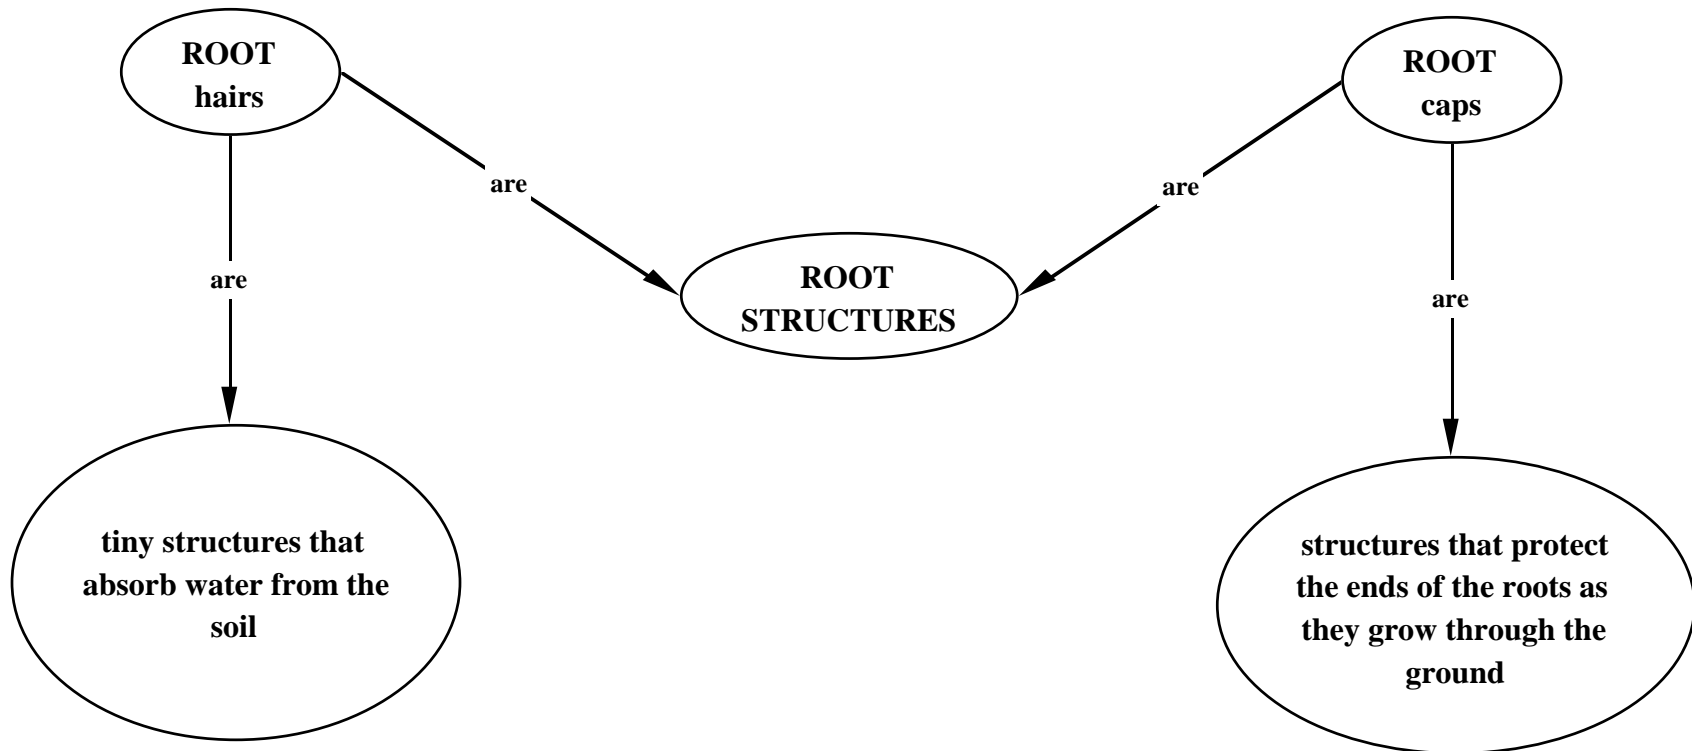 ROOT
hairs
ROOT
caps
are
are
ROOT
STRUCTURES
are
are
tiny structures that
absorb water from the
soil
structures that protect
the ends of the roots as
they grow through the
ground